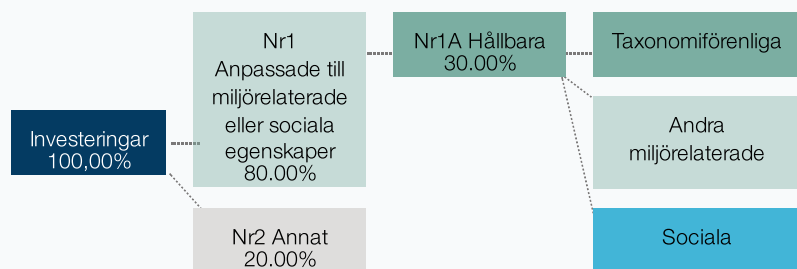 Investeringar
100,00%
Nr1
Anpassade till
miljörelaterade
eller sociala
egenskaper
80.00%
Nr2 Annat
20.00%
Nr1A Hållbara
30.00%
Taxonomiförenliga
Andra
miljörelaterade
Sociala